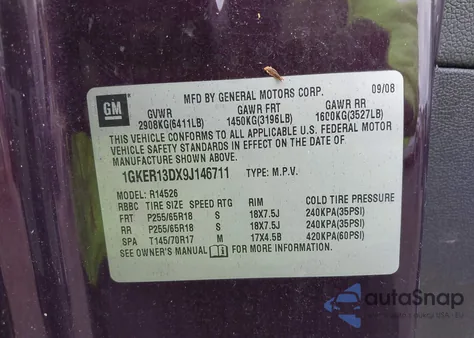 GM
MFD BY GENERAL MOTORS CORP. 09/08
GVWR GAWR FRT GAWR RR
2908KG(6411LB) 1450KG(3196LB) 1600KG(3527LB)
THIS VEHICLE CONFORMS TO ALL APPLICABLE U.S. FEDERAL MOTOR
VEHICLE SAFETY AND THEFT PREVENTION STANDARDS IN EFFECT ON
THE DATE OF MANUFACTURE SHOWN ABOVE.
1GKER13DX9J146711 TYPE: M.P.V.
R14526
RBBC TIRE SIZE SPEED RTG RIM COLD TIRE PRESSURE
FRT P255/65R18 S 18X7.5J 240KPA(35PSI)
RR P255/65R18 S 18X7.5J 240KPA(35PSI)
SPA T145/70R17 M 17X4.5B 420KPA(60PSI)
SEE OWNER'S MANUAL FOR MORE INFORMATION.
autoSnap